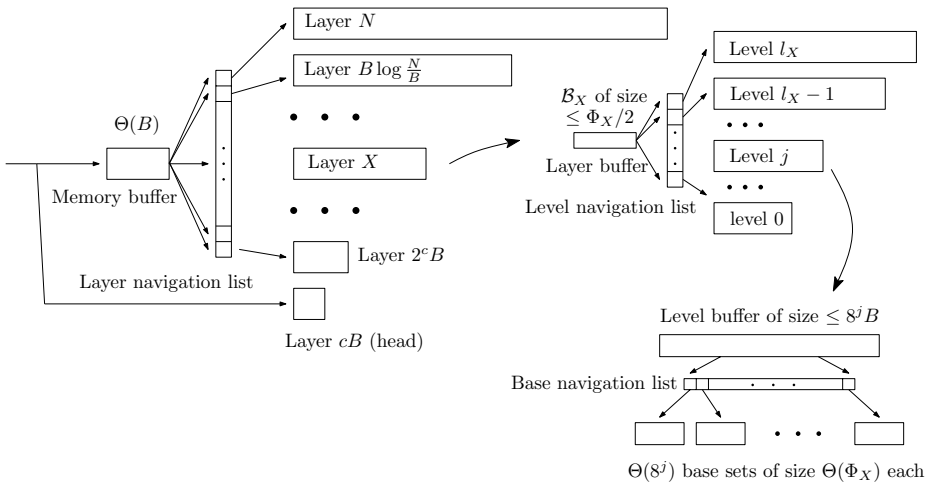 Layer N
Layer B log N/B
Θ(B)
Memory buffer
Layer X
Layer 2^c B
Layer navigation list
Layer cB (head)
ℬ_X of size
≤ Φ_X/2
Layer buffer
Level navigation list
Level l_X
Level l_X − 1
Level j
level 0
Level buffer of size ≤ 8^j B
Base navigation list
Θ(8^j) base sets of size Θ(Φ_X) each